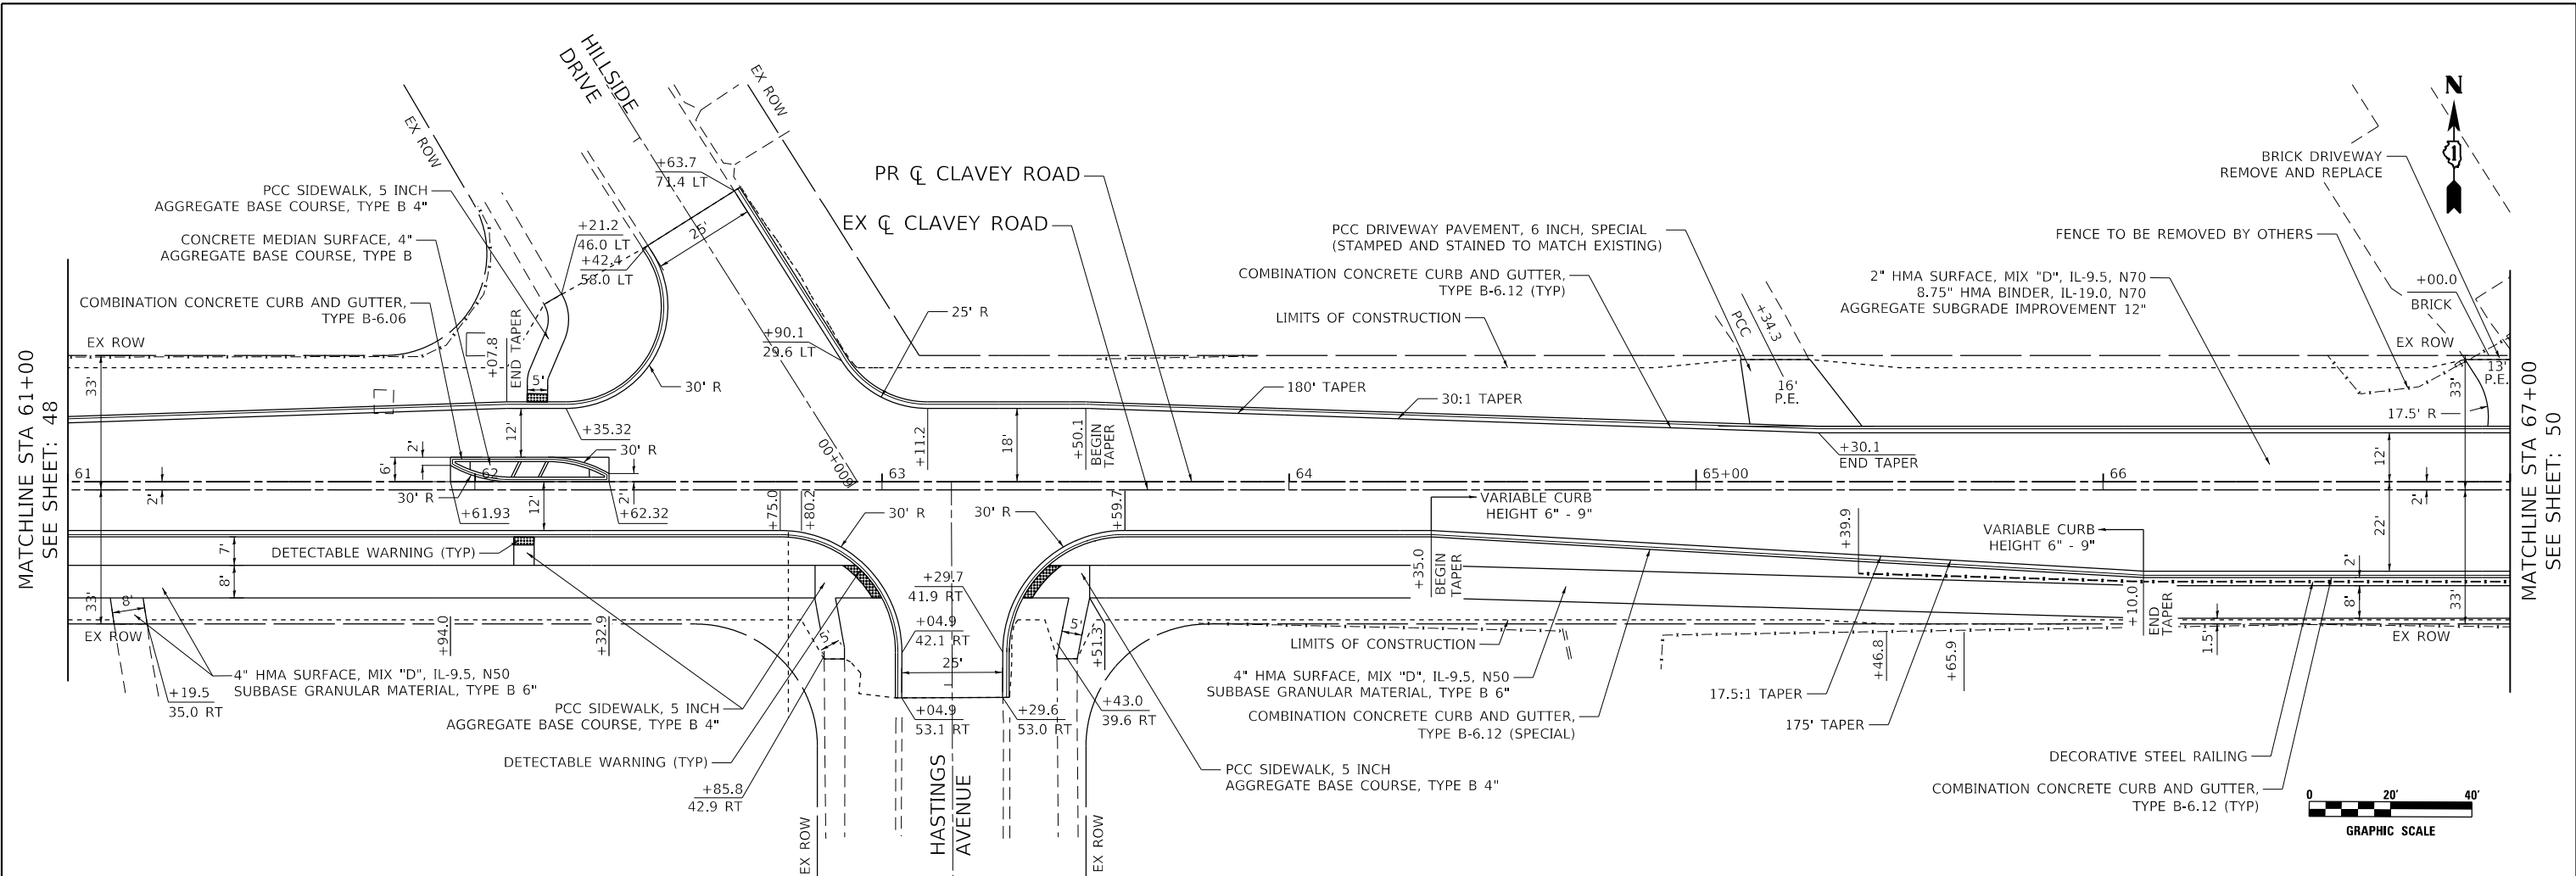 HILLSIDE
DRIVE
EX ROW
EX ROW
N
1
PCC SIDEWALK, 5 INCH
AGGREGATE BASE COURSE, TYPE B 4"
CONCRETE MEDIAN SURFACE, 4"
AGGREGATE BASE COURSE, TYPE B
COMBINATION CONCRETE CURB AND GUTTER,
TYPE B-6.06
+63.7
71.4 LT
+21.2
46.0 LT
+42.4
58.0 LT
25'
PR ℄ CLAVEY ROAD
EX ℄ CLAVEY ROAD
25' R
+90.1
29.6 LT
30' R
PCC DRIVEWAY PAVEMENT, 6 INCH, SPECIAL
(STAMPED AND STAINED TO MATCH EXISTING)
COMBINATION CONCRETE CURB AND GUTTER,
TYPE B-6.12 (TYP)
LIMITS OF CONSTRUCTION
PCC
+34.3
16'
P.E.
BRICK DRIVEWAY
REMOVE AND REPLACE
FENCE TO BE REMOVED BY OTHERS
2" HMA SURFACE, MIX "D", IL-9.5, N70
8.75" HMA BINDER, IL-19.0, N70
AGGREGATE SUBGRADE IMPROVEMENT 12"
+00.0
BRICK
EX ROW
13'
P.E.
17.5' R
EX ROW
33'
+07.8
END TAPER
5'
180' TAPER
30:1 TAPER
33'
MATCHLINE STA 61+00
SEE SHEET: 48
MATCHLINE STA 67+00
SEE SHEET: 50
12'
+35.32
30' R
2'
6'
600+00
+11.2
18'
+50.1
BEGIN
TAPER
+30.1
END TAPER
12'
61
62
63
64
65+00
66
2'
30' R
+61.93
12'
2'
+62.32
+75.0
+80.2
30' R
30' R
+59.7
VARIABLE CURB
HEIGHT 6" - 9"
+39.9
VARIABLE CURB
HEIGHT 6" - 9"
22'
2'
7'
8'
DETECTABLE WARNING (TYP)
+35.0
BEGIN
TAPER
2'
8'
33'
8'
EX ROW
+94.0
+32.9
+29.7
41.9 RT
+04.9
42.1 RT
25'
5'
5'
+51.3
LIMITS OF CONSTRUCTION
+46.8
+65.9
+10.0
END
TAPER
1.5'
33'
EX ROW
+19.5
35.0 RT
4" HMA SURFACE, MIX "D", IL-9.5, N50
SUBBASE GRANULAR MATERIAL, TYPE B 6"
PCC SIDEWALK, 5 INCH
AGGREGATE BASE COURSE, TYPE B 4"
+04.9
53.1 RT
+29.6
53.0 RT
+43.0
39.6 RT
4" HMA SURFACE, MIX "D", IL-9.5, N50
SUBBASE GRANULAR MATERIAL, TYPE B 6"
COMBINATION CONCRETE CURB AND GUTTER,
TYPE B-6.12 (SPECIAL)
17.5:1 TAPER
175' TAPER
DETECTABLE WARNING (TYP)
+85.8
42.9 RT
HASTINGS
AVENUE
PCC SIDEWALK, 5 INCH
AGGREGATE BASE COURSE, TYPE B 4"
DECORATIVE STEEL RAILING
COMBINATION CONCRETE CURB AND GUTTER,
TYPE B-6.12 (TYP)
EX ROW
EX ROW
0 20' 40'
GRAPHIC SCALE